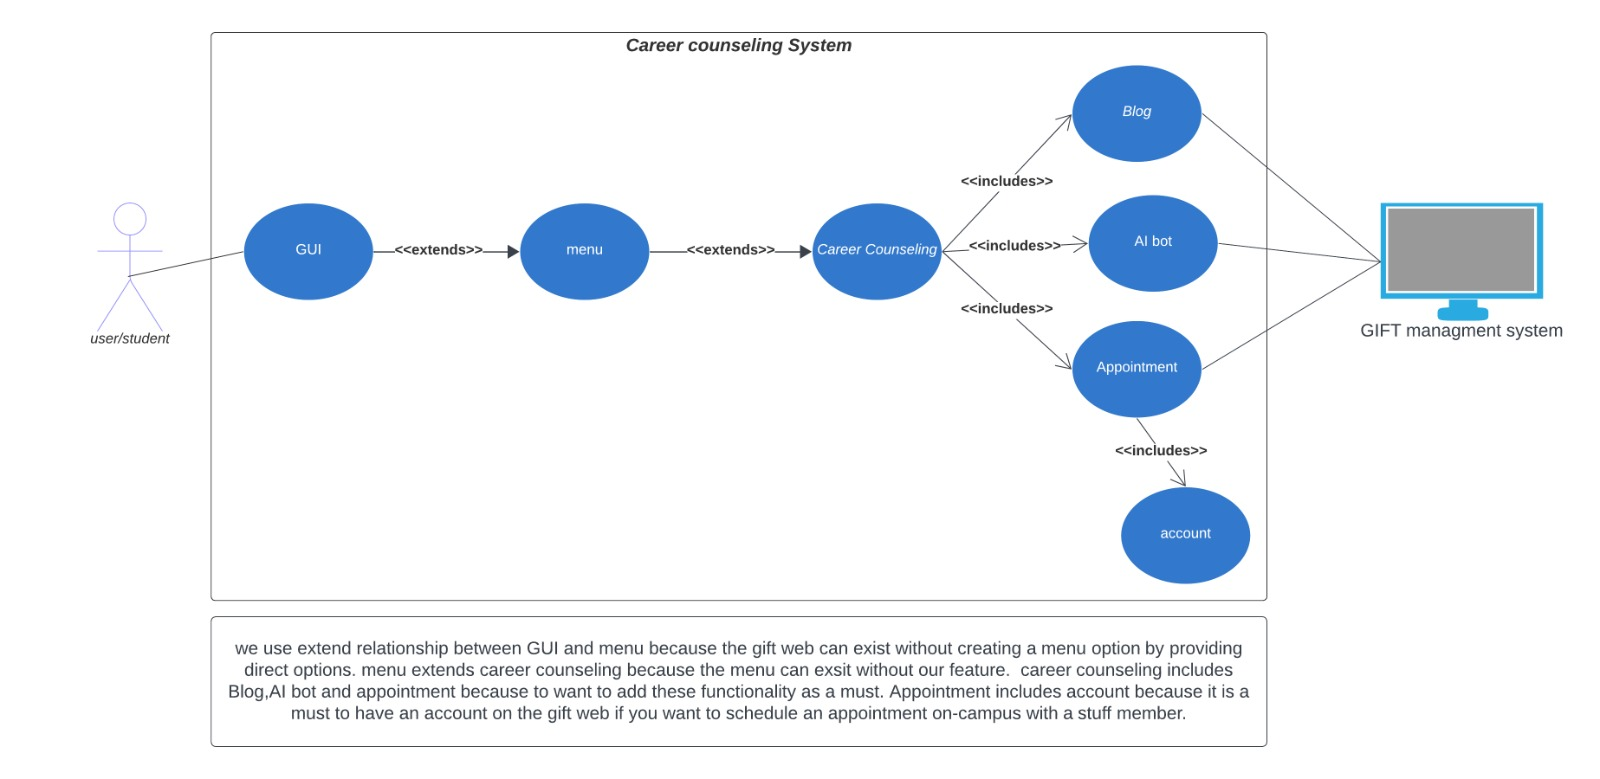 Career counseling System
Blog
<<includes>>
GUI
<<extends>>
menu
<<extends>>
Career Counseling
<<includes>>
AI bot
<<includes>>
user/student
GIFT managment system
Appointment
<<includes>>
account
we use extend relationship between GUI and menu because the gift web can exist without creating a menu option by providing
direct options. menu extends career counseling because the menu can exsit without our feature.  career counseling includes
Blog,AI bot and appointment because to want to add these functionality as a must. Appointment includes account because it is a
must to have an account on the gift web if you want to schedule an appointment on-campus with a stuff member.